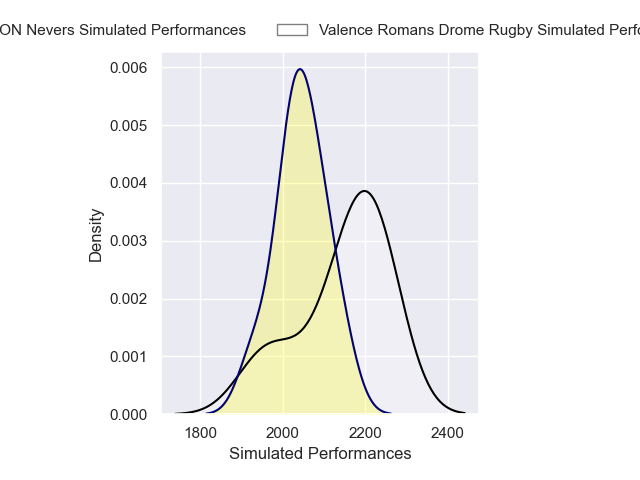 ON Nevers Simulated Performances
Valence Romans Drome Rugby Simulated
0.006
0.005
0.004
0.003
0.002
0.001
0.000
Density
1800 2000 2200 2400
Simulated Performances